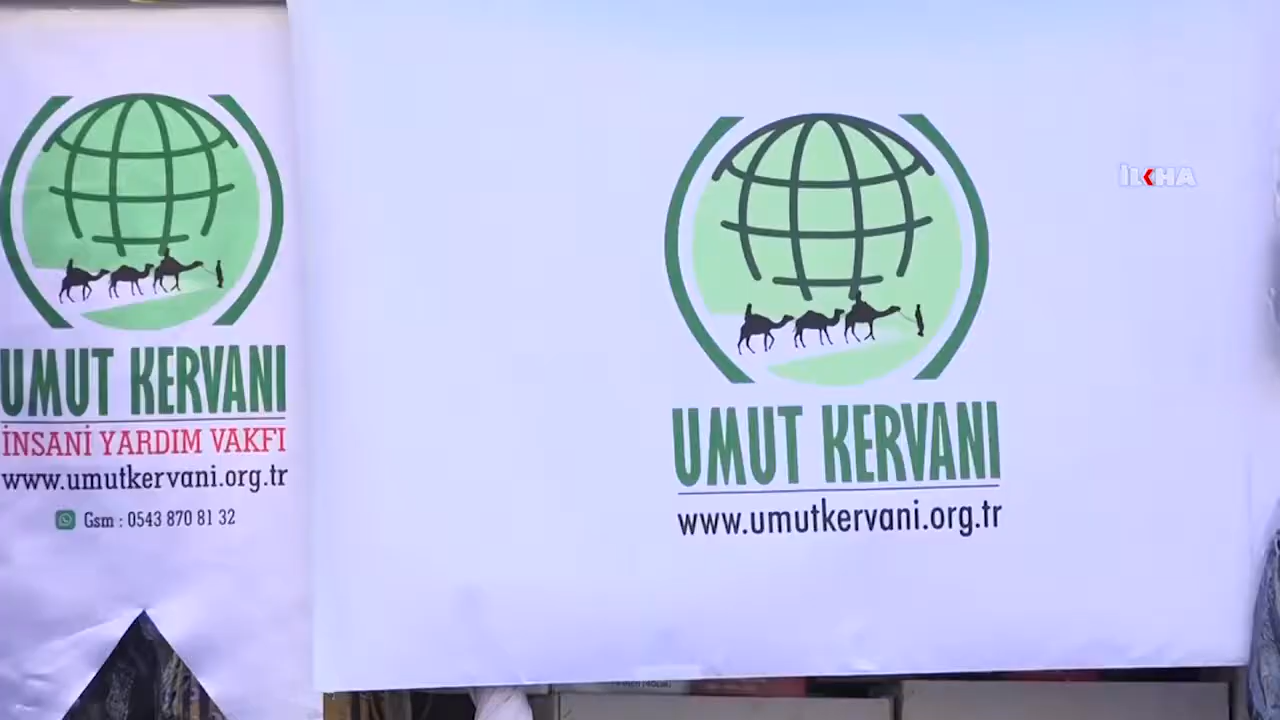 UMUT KERVANI
İNSANİ YARDIM VAKFI
www.umutkervani.org.tr
Gsm : 0543 870 81 32
UMUT KERVANI
www.umutkervani.org.tr
İLKHA